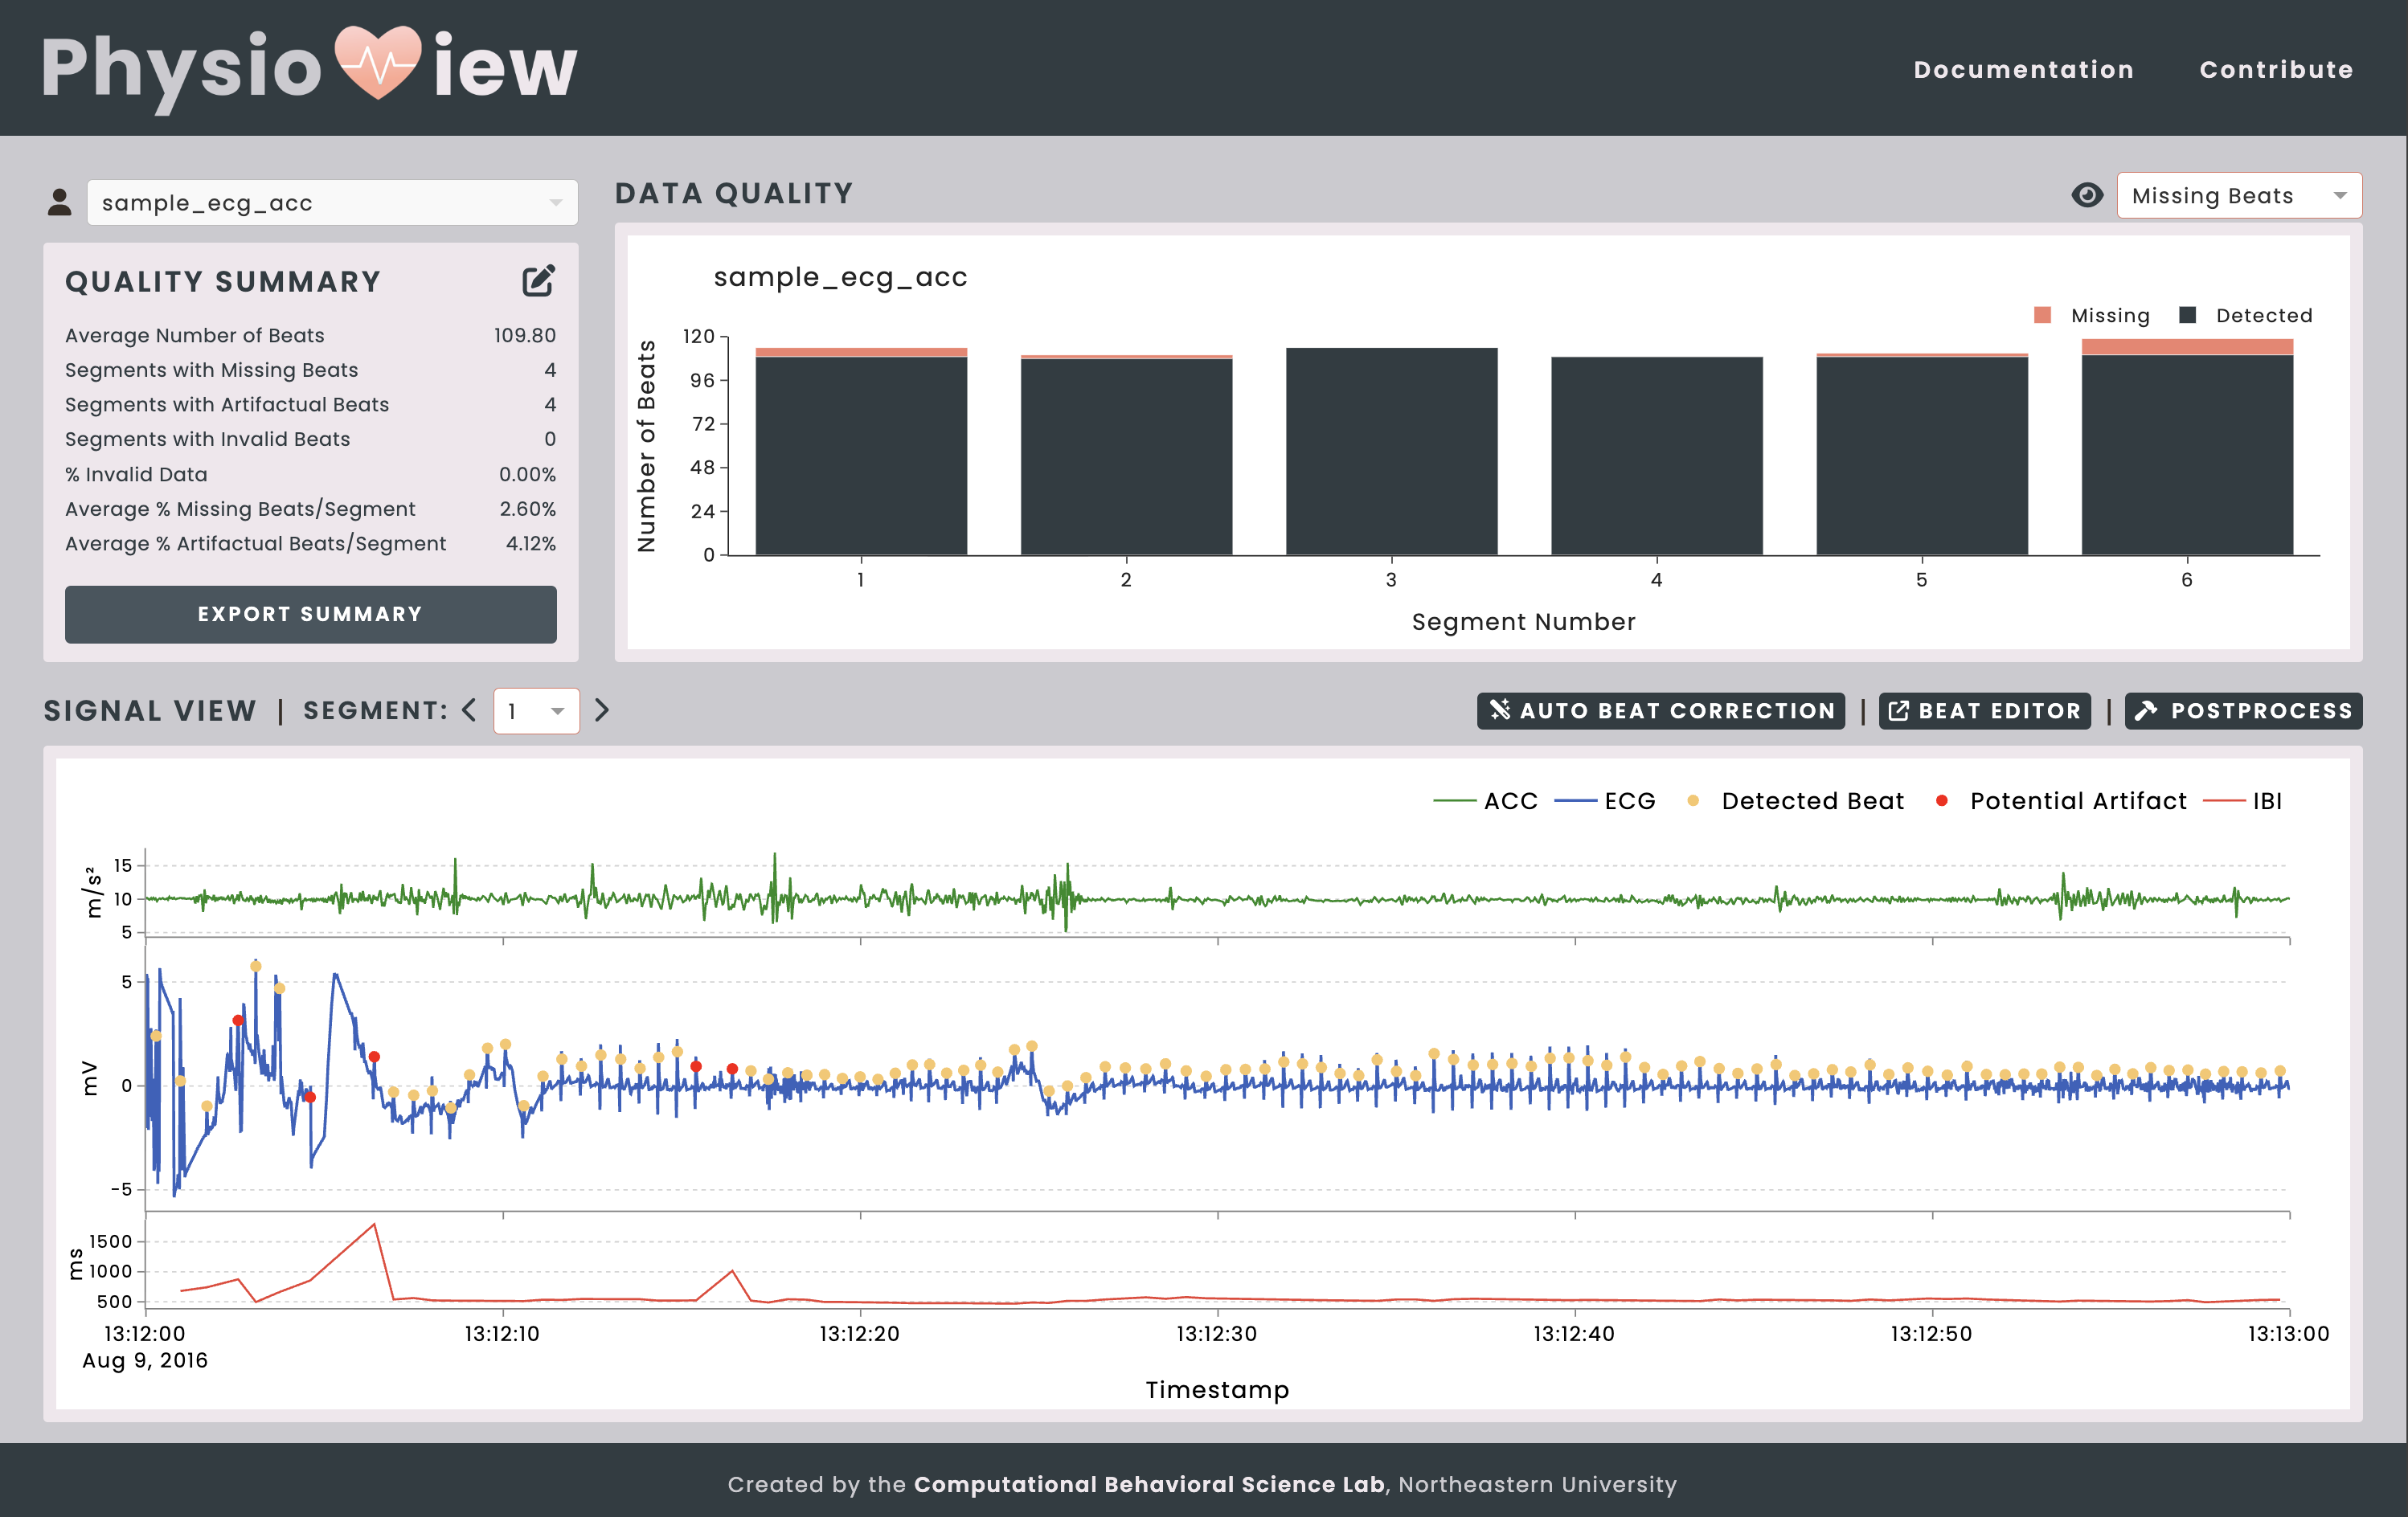 Physio iew
Documentation Contribute
sample_ecg_acc
QUALITY SUMMARY
Average Number of Beats 109.80
Segments with Missing Beats 4
Segments with Artifactual Beats 4
Segments with Invalid Beats 0
% Invalid Data 0.00%
Average % Missing Beats/Segment 2.60%
Average % Artifactual Beats/Segment 4.12%
EXPORT SUMMARY
DATA QUALITY
Missing Beats
sample_ecg_acc
Missing Detected
Number of Beats
120
96
72
48
24
0
1 2 3 4 5 6
Segment Number
SIGNAL VIEW | SEGMENT: 1
AUTO BEAT CORRECTION | BEAT EDITOR | POSTPROCESS
ACC ECG Detected Beat Potential Artifact IBI
m/s²
15
10
5
mV
5
0
−5
ms
1500
1000
500
13:12:00 13:12:10 13:12:20 13:12:30 13:12:40 13:12:50 13:13:00
Aug 9, 2016
Timestamp
Created by the Computational Behavioral Science Lab, Northeastern University